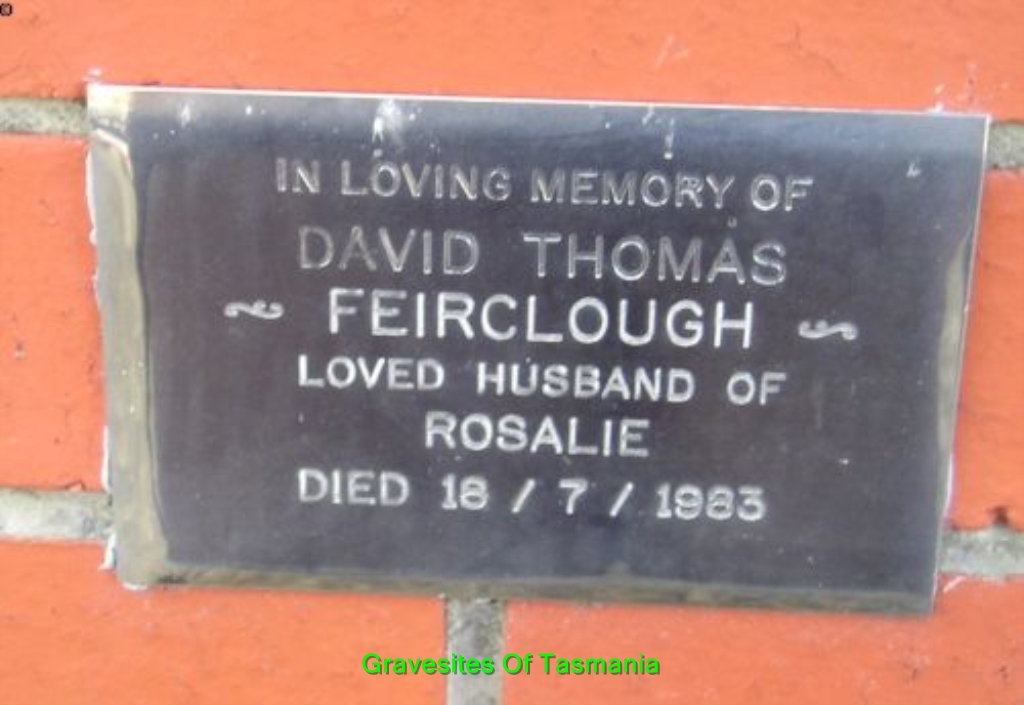 IN LOVING MEMORY OF
DAVID THOMAS
FEIRCLOUGH
LOVED HUSBAND OF
ROSALIE
DIED 18 / 7 / 1983
Gravesites Of Tasmania